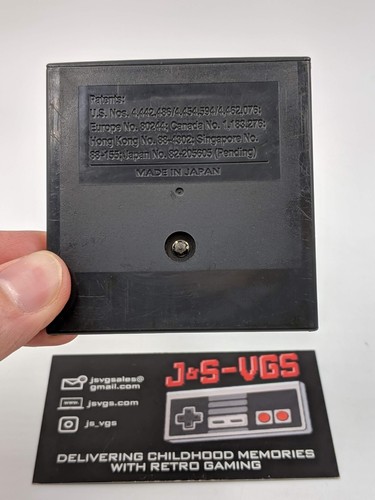 Patents:
U.S. Nos. 4,442,486/4,454,594/4,462,076;
Europe No. 80244; Canada No. 1,183,276;
Hong Kong No. 88-4302; Singapore No.
88-155; Japan No. 82-205605 (Pending)
MADE IN JAPAN
J&S-VGS
jsvgsales@
gmail.com
jsvgs.com
js_vgs
DELIVERING CHILDHOOD MEMORIES
WITH RETRO GAMING